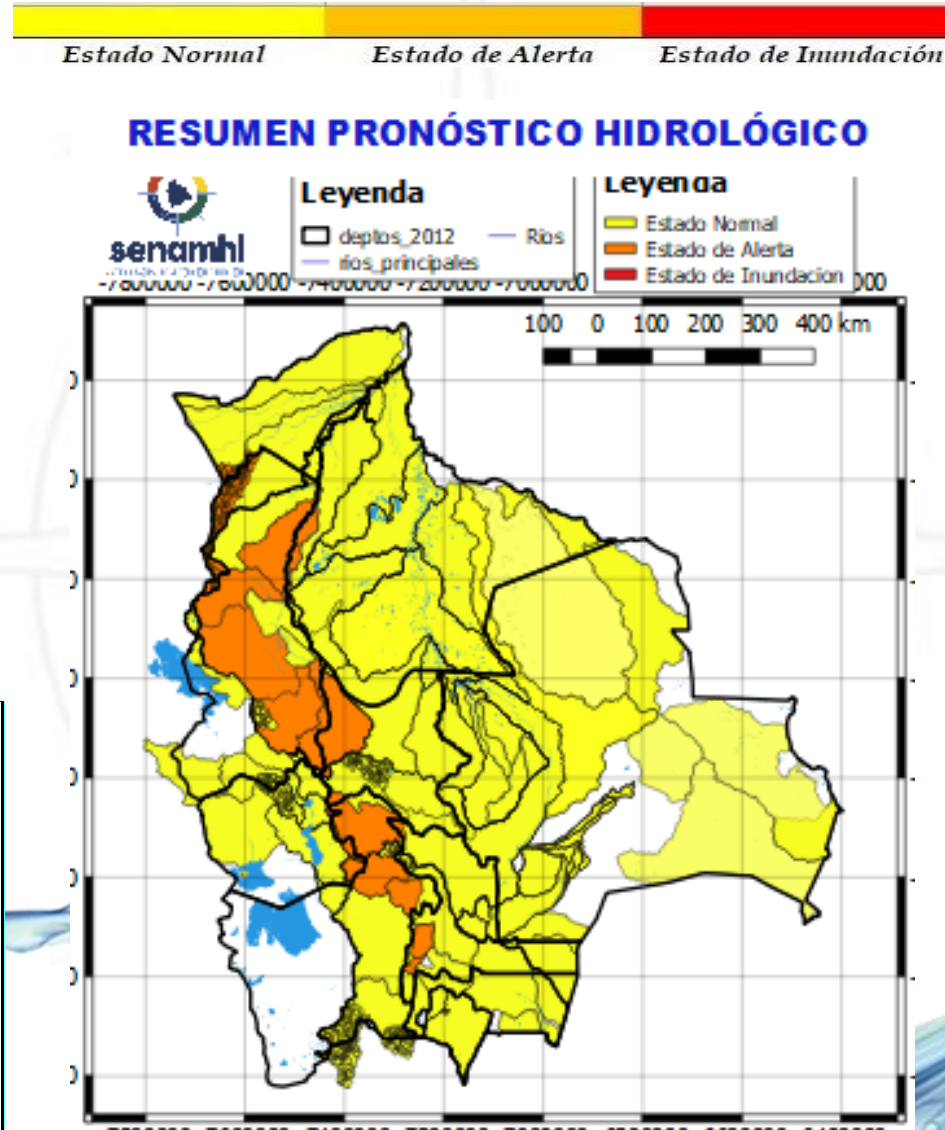 Estado Normal Estado de Alerta Estado de Inundación
RESUMEN PRONÓSTICO HIDROLÓGICO
senamhi
Leyenda
deptos_2012 Rios
rios_principales
Leyenda
Estado Normal
Estado de Alerta
Estado de Inundacion
-7800000 -7600000 -7400000 -7200000 -7000000
100 0 100 200 300 400 km